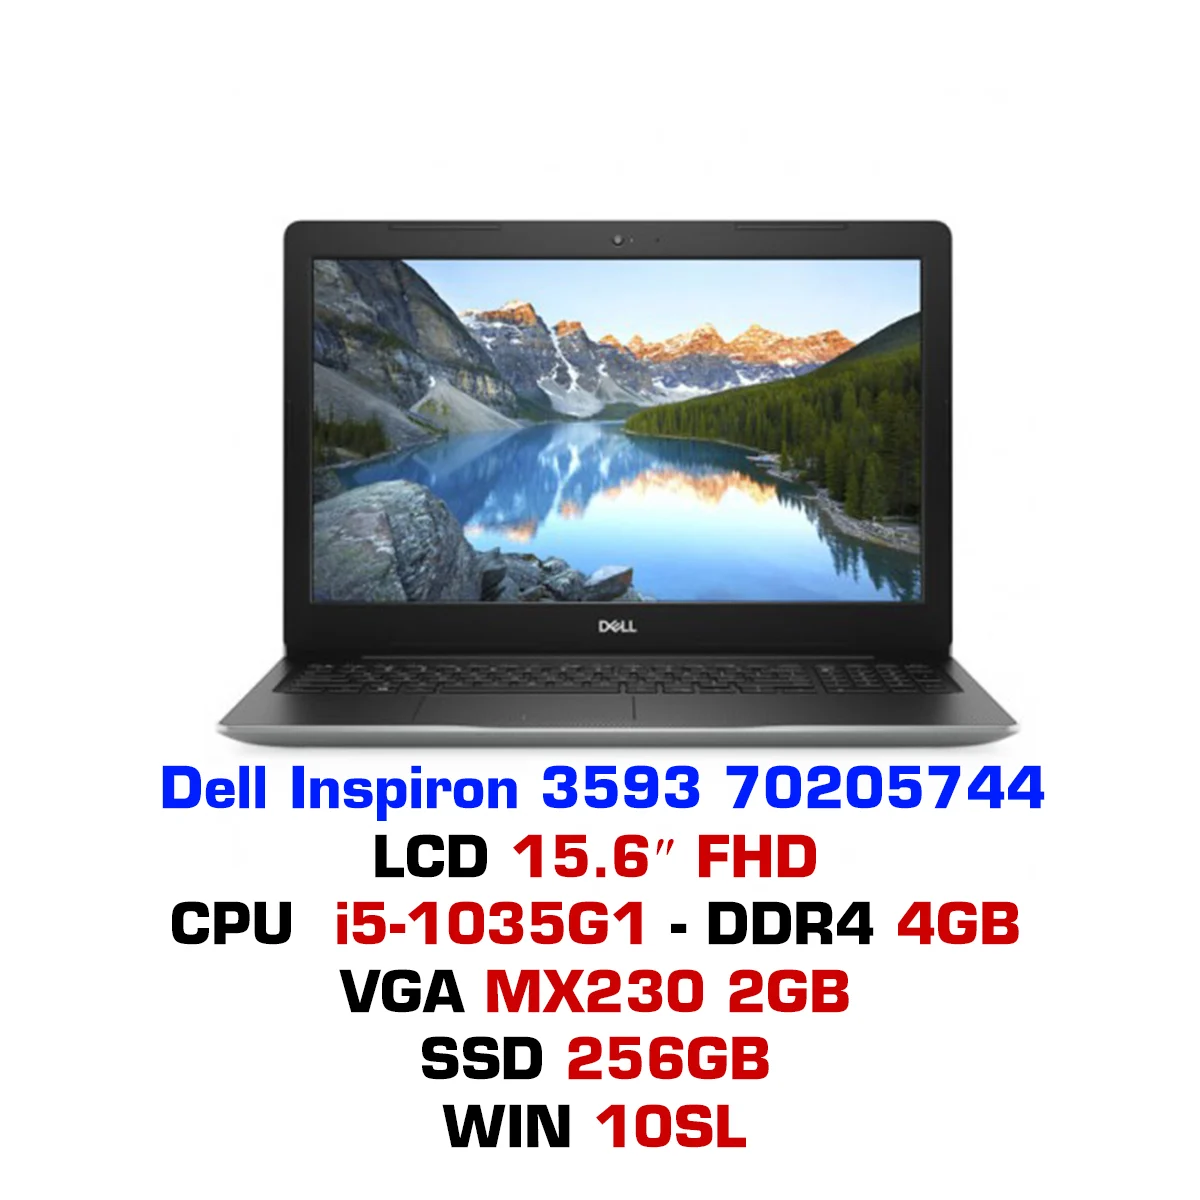 DELL
Dell Inspiron 3593 70205744
LCD 15.6″ FHD
CPU i5-1035G1 - DDR4 4GB
VGA MX230 2GB
SSD 256GB
WIN 10SL